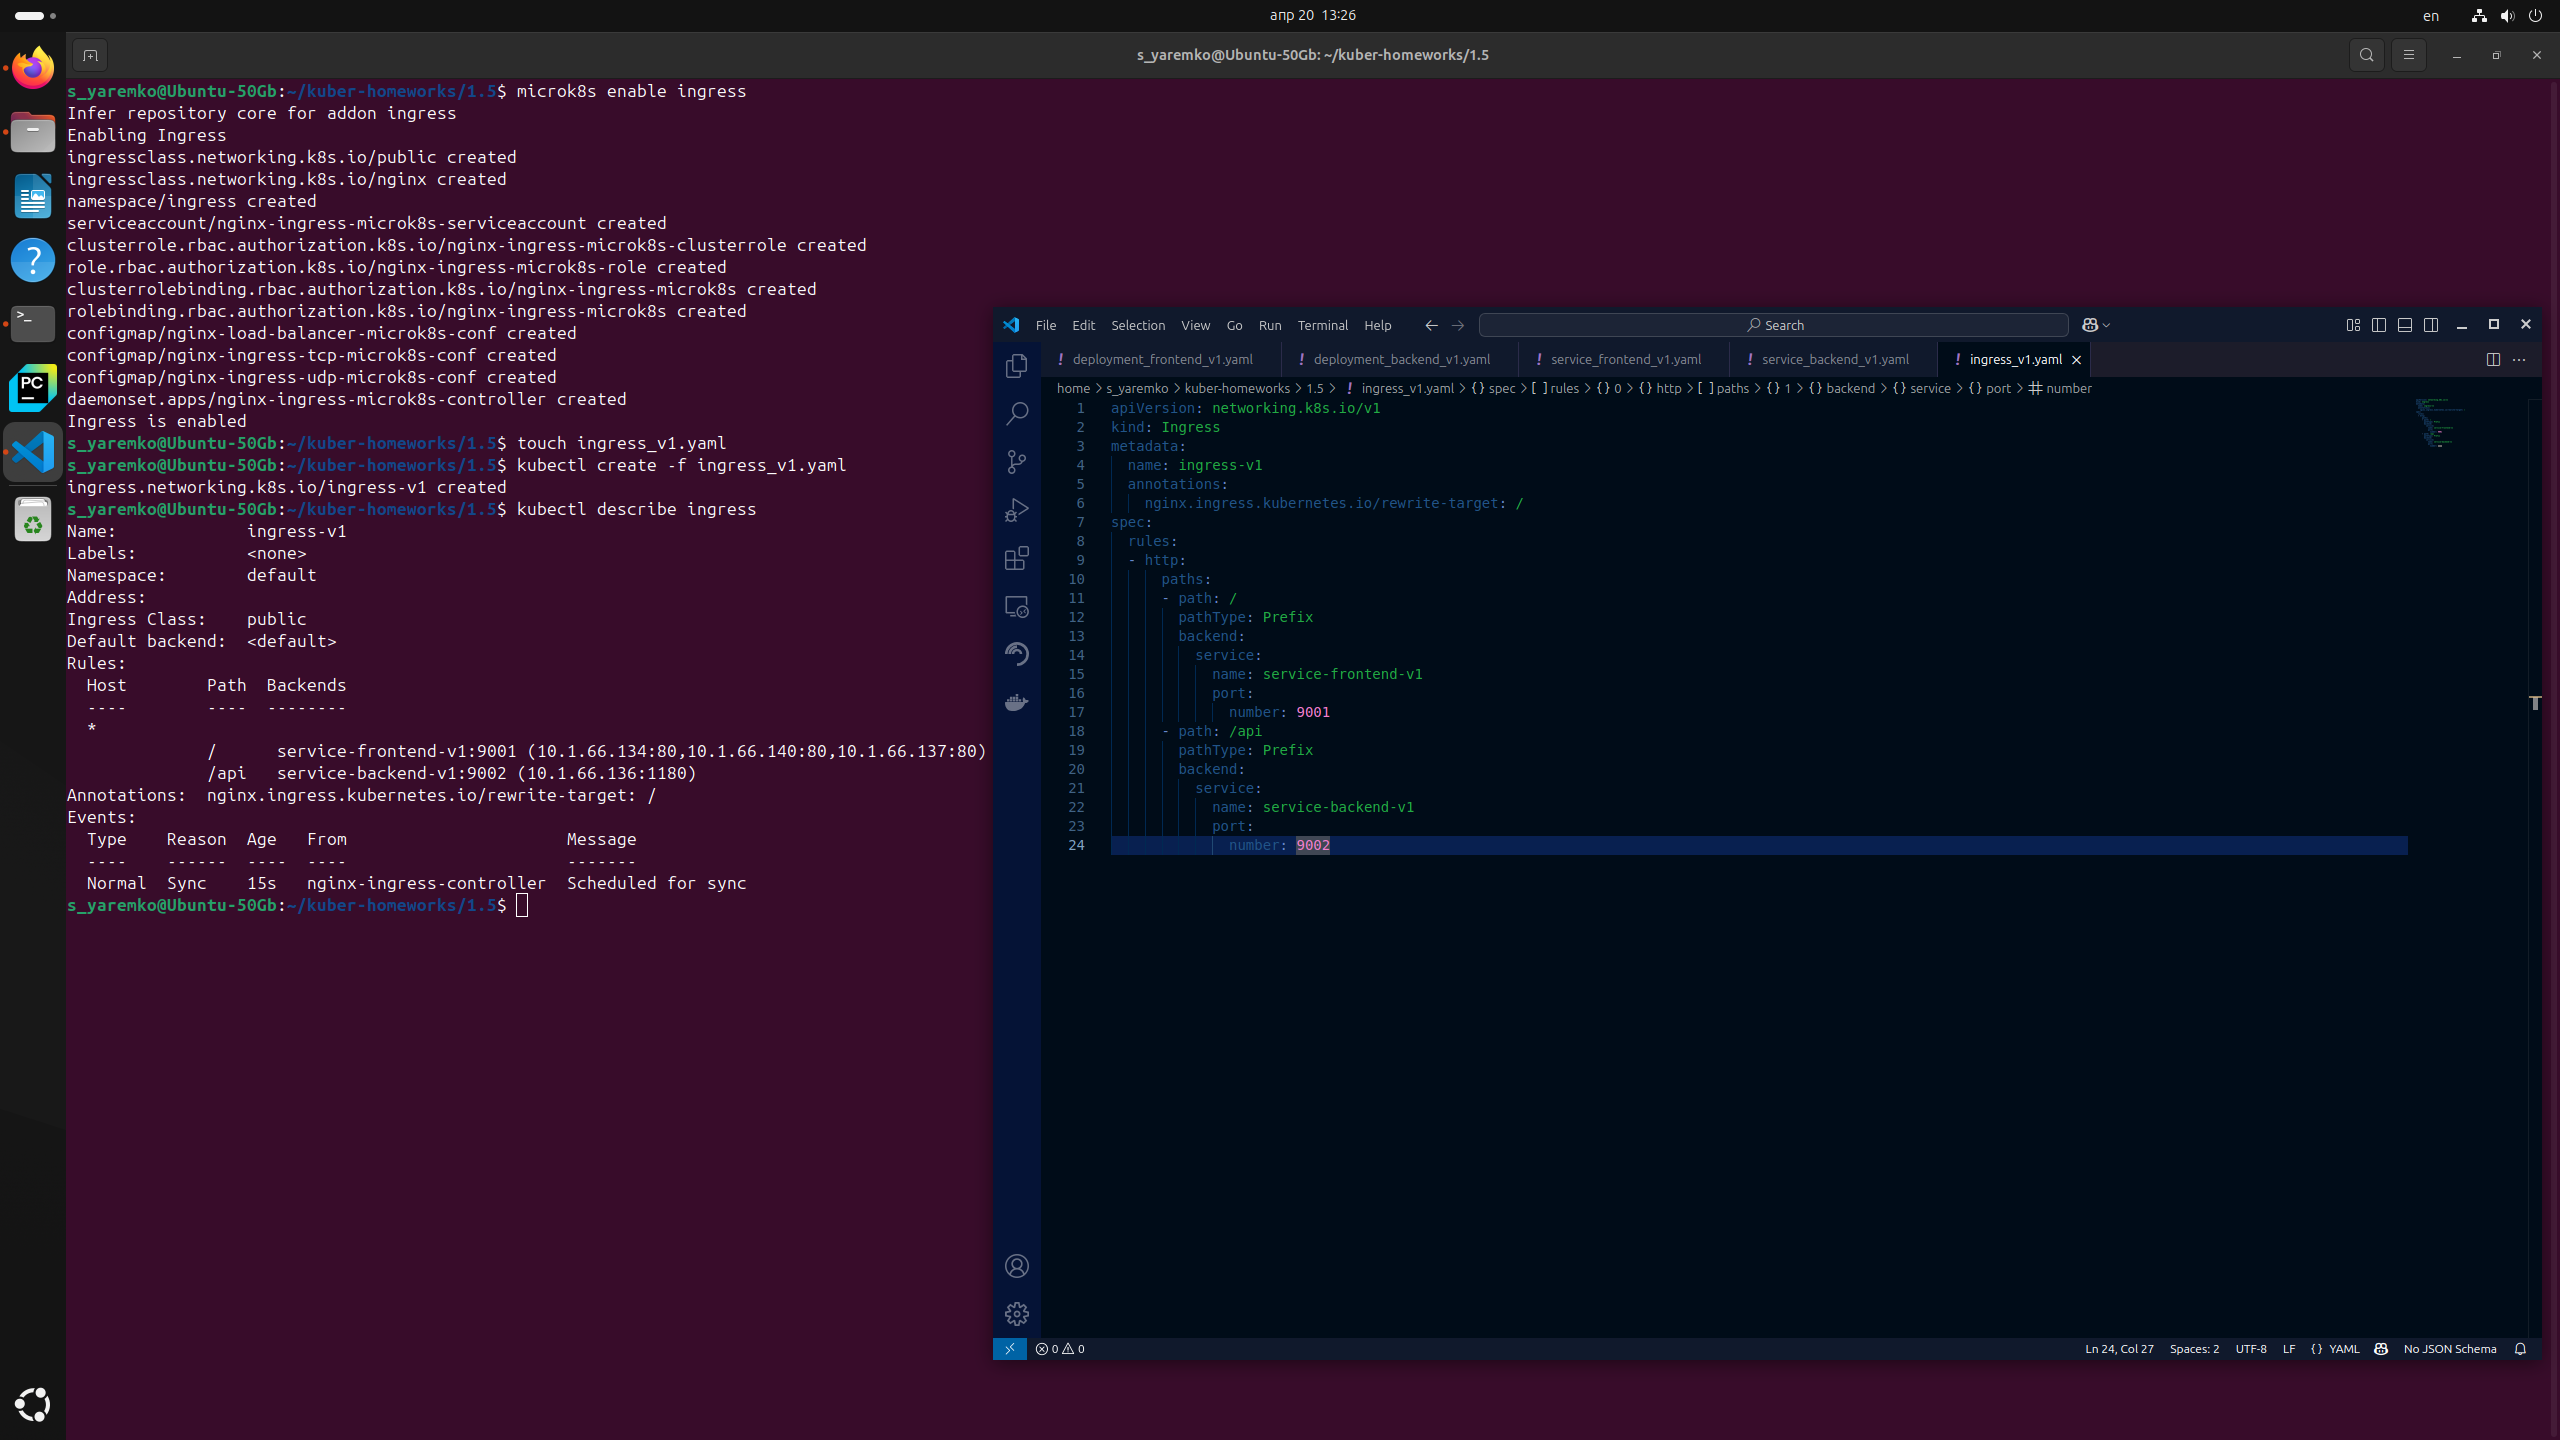 апр 20 13:26
en
s_yaremko@Ubuntu-50Gb: ~/kuber-homeworks/1.5
s_yaremko@Ubuntu-50Gb:~/kuber-homeworks/1.5$ microk8s enable ingress
Infer repository core for addon ingress
Enabling Ingress
ingressclass.networking.k8s.io/public created
ingressclass.networking.k8s.io/nginx created
namespace/ingress created
serviceaccount/nginx-ingress-microk8s-serviceaccount created
clusterrole.rbac.authorization.k8s.io/nginx-ingress-microk8s-clusterrole created
role.rbac.authorization.k8s.io/nginx-ingress-microk8s-role created
clusterrolebinding.rbac.authorization.k8s.io/nginx-ingress-microk8s created
rolebinding.rbac.authorization.k8s.io/nginx-ingress-microk8s created
configmap/nginx-load-balancer-microk8s-conf created
configmap/nginx-ingress-tcp-microk8s-conf created
configmap/nginx-ingress-udp-microk8s-conf created
daemonset.apps/nginx-ingress-microk8s-controller created
Ingress is enabled
s_yaremko@Ubuntu-50Gb:~/kuber-homeworks/1.5$ touch ingress_v1.yaml
s_yaremko@Ubuntu-50Gb:~/kuber-homeworks/1.5$ kubectl create -f ingress_v1.yaml
ingress.networking.k8s.io/ingress-v1 created
s_yaremko@Ubuntu-50Gb:~/kuber-homeworks/1.5$ kubectl describe ingress
Name:             ingress-v1
Labels:           <none>
Namespace:        default
Address:
Ingress Class:    public
Default backend:  <default>
Rules:
  Host        Path  Backends
  ----        ----  --------
  *
              /      service-frontend-v1:9001 (10.1.66.134:80,10.1.66.140:80,10.1.66.137:80)
              /api   service-backend-v1:9002 (10.1.66.136:1180)
Annotations:  nginx.ingress.kubernetes.io/rewrite-target: /
Events:
  Type    Reason  Age   From                      Message
  ----    ------  ----  ----                      -------
  Normal  Sync    15s   nginx-ingress-controller  Scheduled for sync
s_yaremko@Ubuntu-50Gb:~/kuber-homeworks/1.5$
PC
File Edit Selection View Go Run Terminal Help Search
deployment_frontend_v1.yaml deployment_backend_v1.yaml service_frontend_v1.yaml service_backend_v1.yaml ingress_v1.yaml
home > s_yaremko > kuber-homeworks > 1.5 > ! ingress_v1.yaml > {} spec > [ ] rules > {} 0 > {} http > [ ] paths > {} 1 > {} backend > {} service > {} port > # number
1 apiVersion: networking.k8s.io/v1
2 kind: Ingress
3 metadata:
4   name: ingress-v1
5   annotations:
6     nginx.ingress.kubernetes.io/rewrite-target: /
7 spec:
8   rules:
9   - http:
10       paths:
11       - path: /
12         pathType: Prefix
13         backend:
14           service:
15             name: service-frontend-v1
16             port:
17               number: 9001
18       - path: /api
19         pathType: Prefix
20         backend:
21           service:
22             name: service-backend-v1
23             port:
24               number: 9002
0 0 Ln 24, Col 27 Spaces: 2 UTF-8 LF {} YAML No JSON Schema